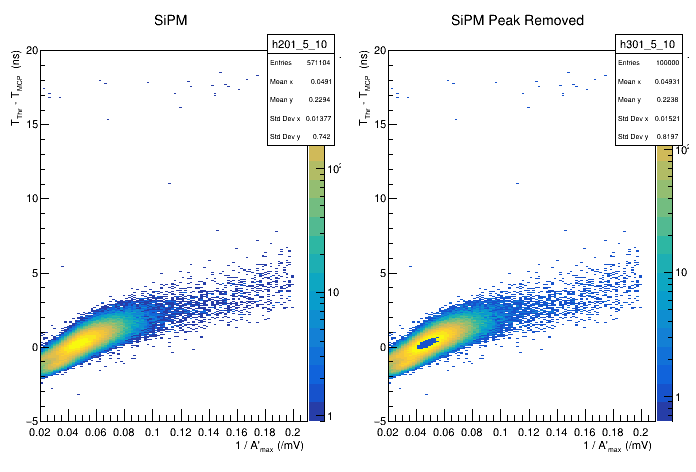 SiPM
h201_5_10
Entries 571104
Mean x 0.0491
Mean y 0.2294
Std Dev x 0.01377
Std Dev y 0.742
T_Thr - T_MCP (ns)
20
15
10
5
0
−5
0.02 0.04 0.06 0.08 0.1 0.12 0.14 0.16 0.18 0.2
1 / A'_max (/mV)
10²
10
1
SiPM Peak Removed
h301_5_10
Entries 100000
Mean x 0.04931
Mean y 0.2238
Std Dev x 0.01521
Std Dev y 0.8197
T_Thr - T_MCP (ns)
20
15
10
5
0
−5
0.02 0.04 0.06 0.08 0.1 0.12 0.14 0.16 0.18 0.2
1 / A'_max (/mV)
10²
10
1